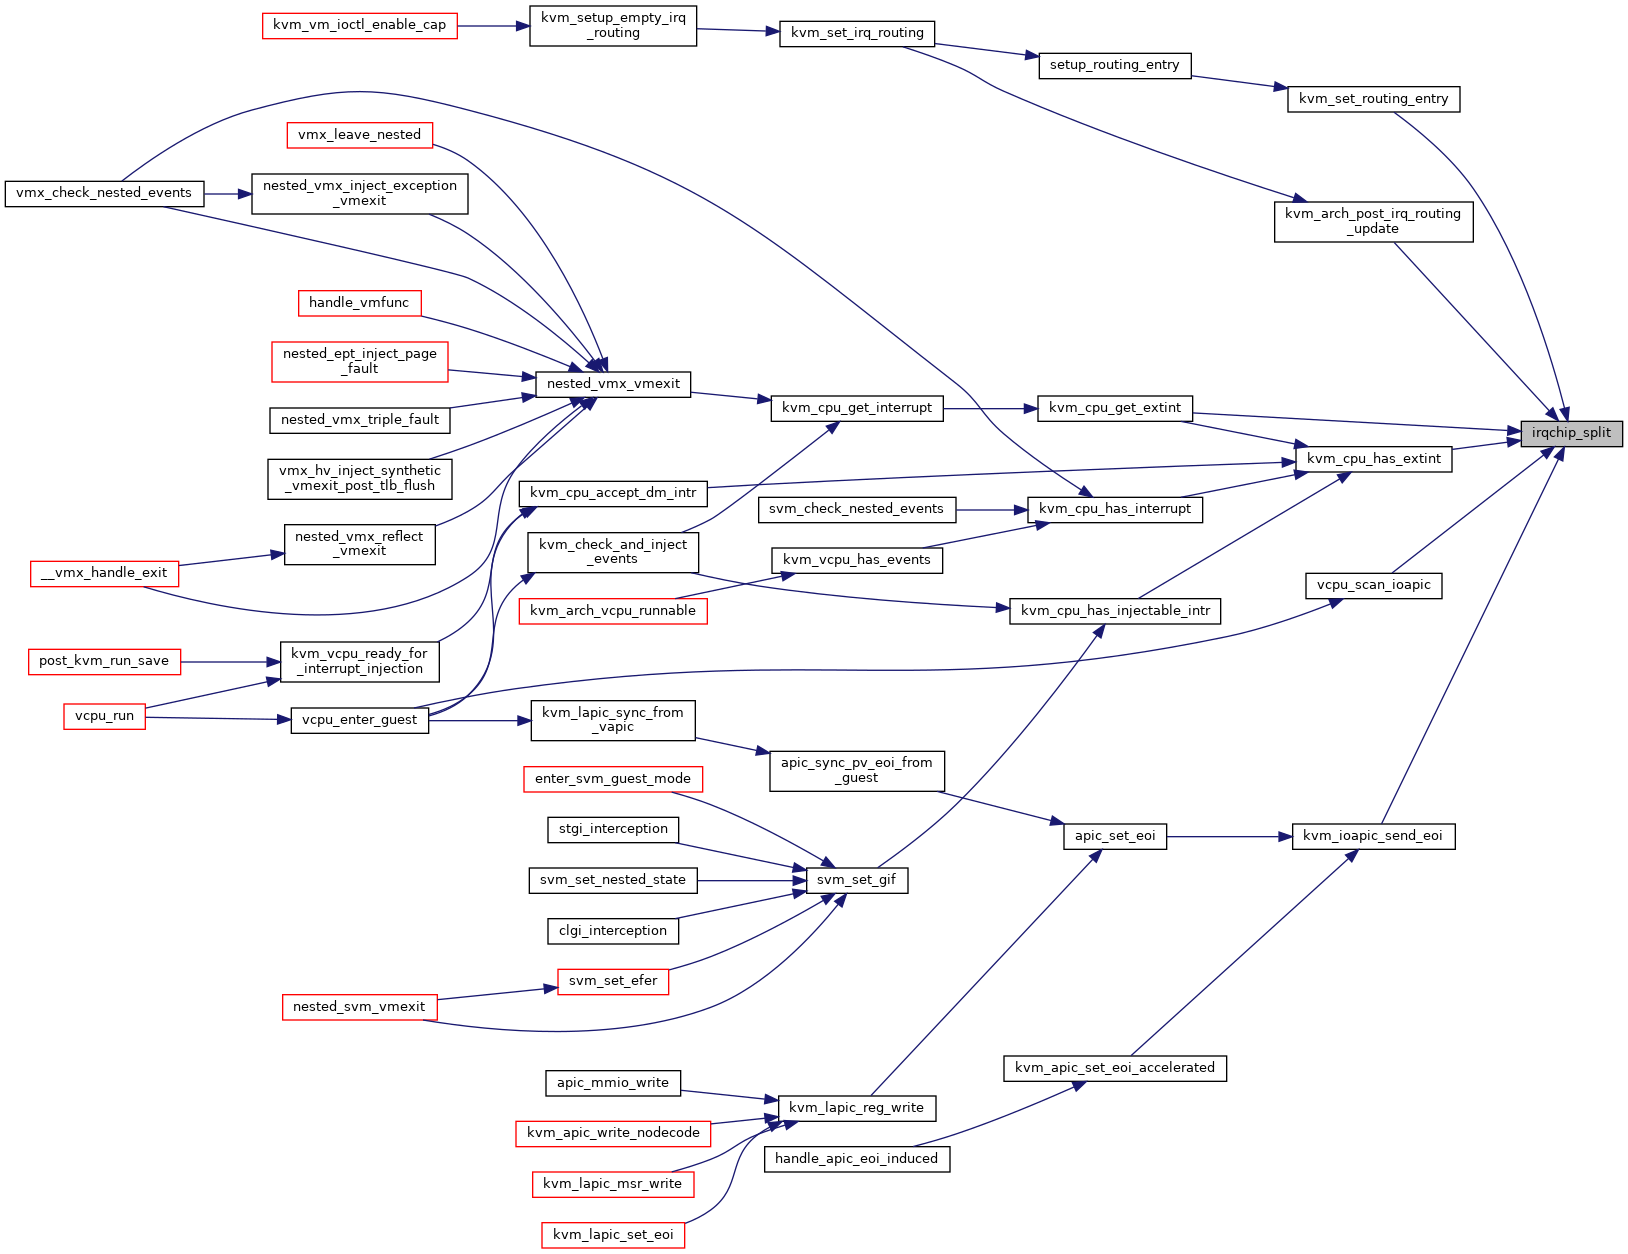 kvm_vm_ioctl_enable_cap
kvm_setup_empty_irq
_routing
kvm_set_irq_routing
setup_routing_entry
kvm_set_routing_entry
vmx_leave_nested
vmx_check_nested_events
nested_vmx_inject_exception
_vmexit
kvm_arch_post_irq_routing
_update
handle_vmfunc
nested_ept_inject_page
_fault
nested_vmx_vmexit
nested_vmx_triple_fault
kvm_cpu_get_interrupt
kvm_cpu_get_extint
irqchip_split
kvm_cpu_has_extint
vmx_hv_inject_synthetic
_vmexit_post_tlb_flush
kvm_cpu_accept_dm_intr
svm_check_nested_events
kvm_cpu_has_interrupt
nested_vmx_reflect
_vmexit
kvm_check_and_inject
_events
kvm_vcpu_has_events
__vmx_handle_exit
vcpu_scan_ioapic
kvm_arch_vcpu_runnable
kvm_cpu_has_injectable_intr
post_kvm_run_save
kvm_vcpu_ready_for
_interrupt_injection
vcpu_run
vcpu_enter_guest
kvm_lapic_sync_from
_vapic
apic_sync_pv_eoi_from
_guest
enter_svm_guest_mode
stgi_interception
apic_set_eoi
kvm_ioapic_send_eoi
svm_set_nested_state
svm_set_gif
clgi_interception
svm_set_efer
nested_svm_vmexit
kvm_apic_set_eoi_accelerated
apic_mmio_write
kvm_lapic_reg_write
kvm_apic_write_nodecode
handle_apic_eoi_induced
kvm_lapic_msr_write
kvm_lapic_set_eoi